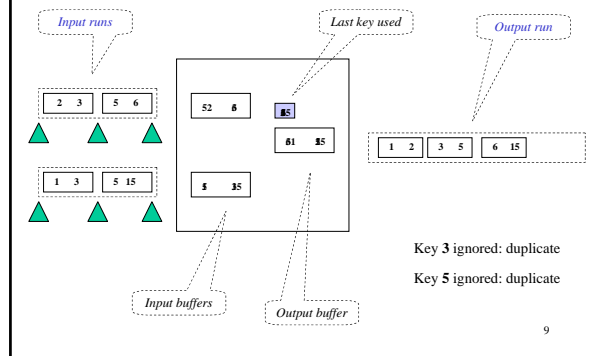 Input runs
Last key used
Output run
2 3 5 6
1 2 3 5 6 15
1 3 5 15
Key 3 ignored: duplicate
Key 5 ignored: duplicate
Input buffers
Output buffer
9